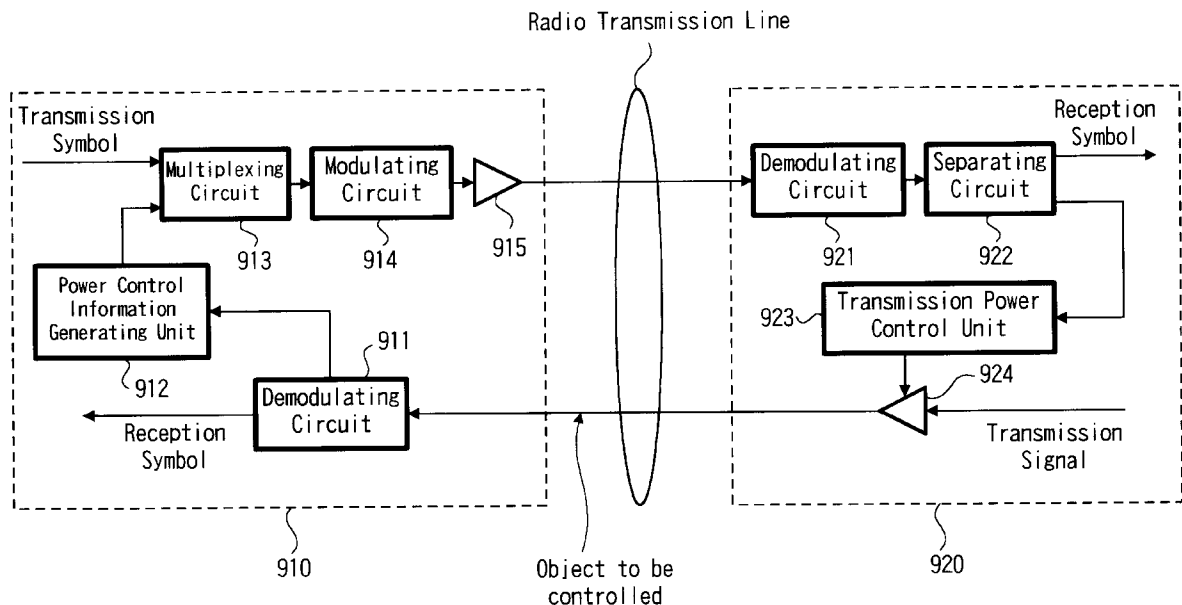 Radio Transmission Line
Transmission
Symbol
Multiplexing
Circuit
913
Modulating
Circuit
914
915
Power Control
Information
Generating Unit
912
911
Demodulating
Circuit
Reception
Symbol
910
Object to be
controlled
Demodulating
Circuit
921
Separating
Circuit
922
Reception
Symbol
923
Transmission Power
Control Unit
924
Transmission
Signal
920